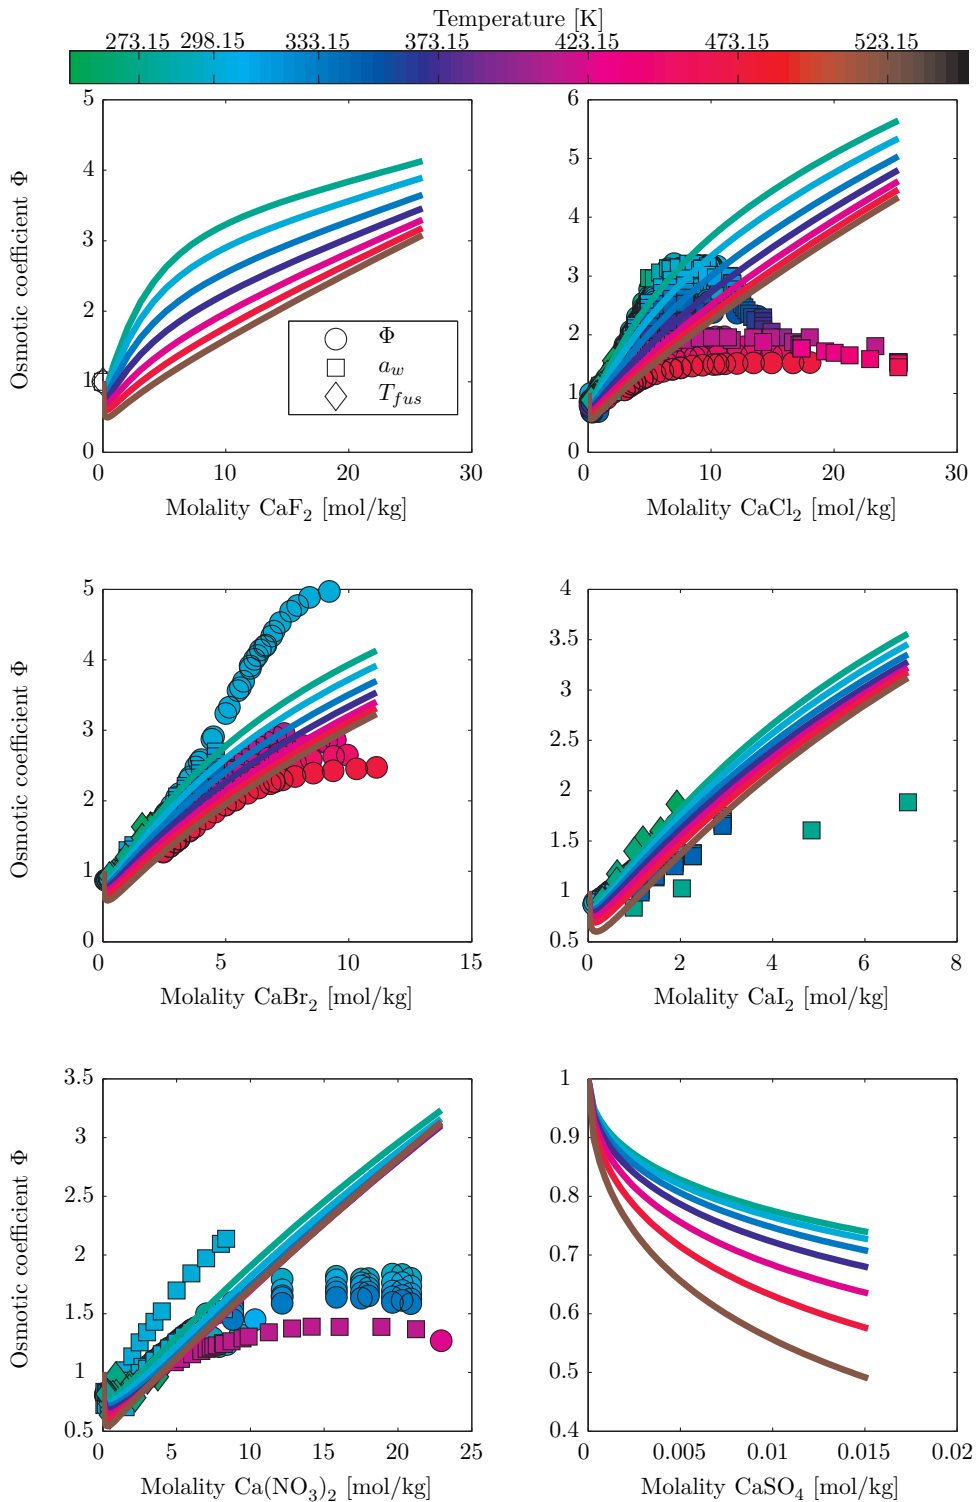 Temperature [K]
273.15 298.15 333.15 373.15 423.15 473.15 523.15
Osmotic coefficient Φ
5
4
3
2
1
0
0 10 20 30
Molality CaF₂ [mol/kg]
Φ
a_w
T_fus
6
5
4
3
2
1
0
0 10 20 30
Molality CaCl₂ [mol/kg]
Osmotic coefficient Φ
5
4
3
2
1
0
0 5 10 15
Molality CaBr₂ [mol/kg]
4
3.5
3
2.5
2
1.5
1
0.5
0 2 4 6 8
Molality CaI₂ [mol/kg]
Osmotic coefficient Φ
3.5
3
2.5
2
1.5
1
0.5
0 5 10 15 20 25
Molality Ca(NO₃)₂ [mol/kg]
1
0.9
0.8
0.7
0.6
0.5
0.4
0 0.005 0.01 0.015 0.02
Molality CaSO₄ [mol/kg]